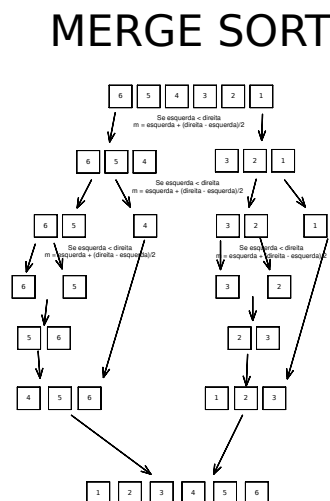 MERGE SORT
6 5 4 3 2 1
Se esquerda < direita
m = esquerda + (direita - esquerda)/2
6 5 4 3 2 1
Se esquerda < direita
m = esquerda + (direita - esquerda)/2
6 5 4 3 2 1
Se esquerda < direita Se esquerda < direita
m = esquerda + (direita - esquerda)/2 m = esquerda + (direita - esquerda)/2
6 5 3 2
5 6 2 3
4 5 6 1 2 3
1 2 3 4 5 6